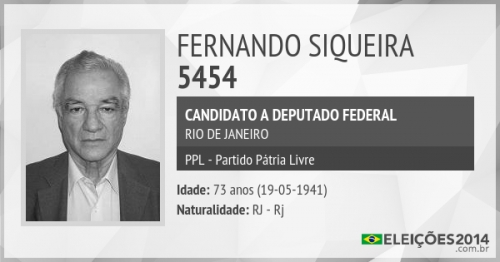 FERNANDO SIQUEIRA
5454
CANDIDATO A DEPUTADO FEDERAL
RIO DE JANEIRO
PPL - Partido Pátria Livre
Idade: 73 anos (19-05-1941)
Naturalidade: RJ - Rj
ELEIÇÕES2014
.com.br